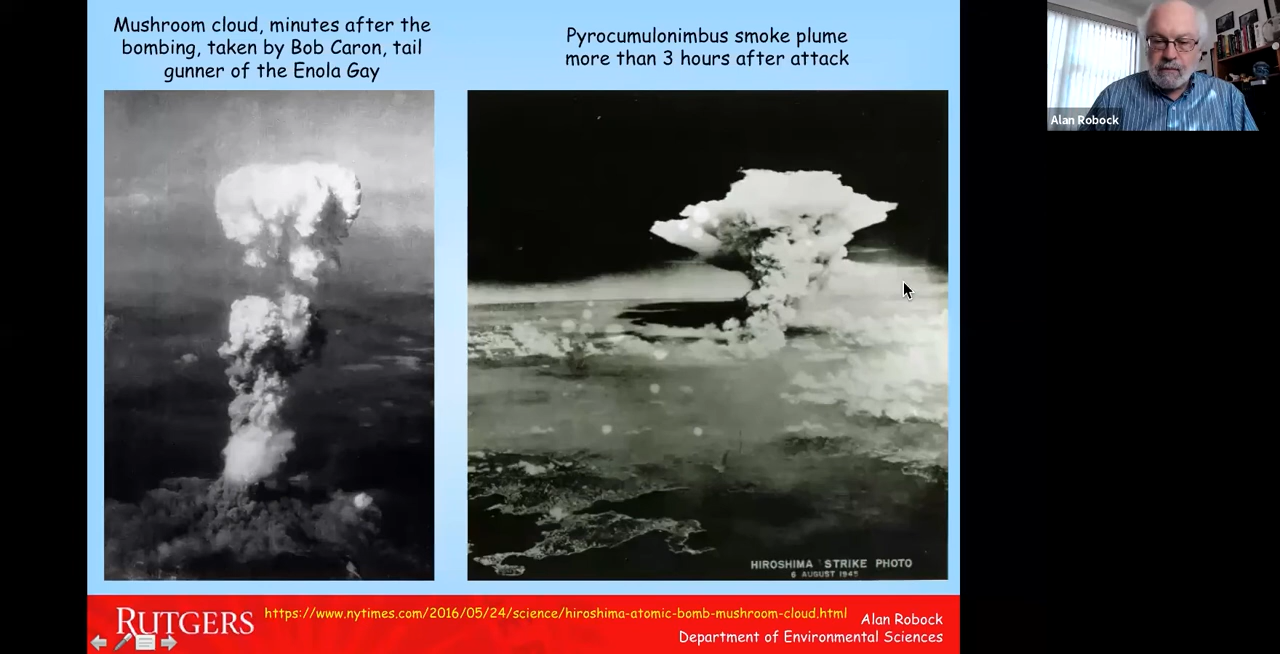 Mushroom cloud, minutes after the
bombing, taken by Bob Caron, tail
gunner of the Enola Gay
Pyrocumulonimbus smoke plume
more than 3 hours after attack
Alan Robock
HIROSHIMA STRIKE PHOTO
6 AUGUST 1945
RUTGERS
https://www.nytimes.com/2016/05/24/science/hiroshima-atomic-bomb-mushroom-cloud.html
Alan Robock
Department of Environmental Sciences